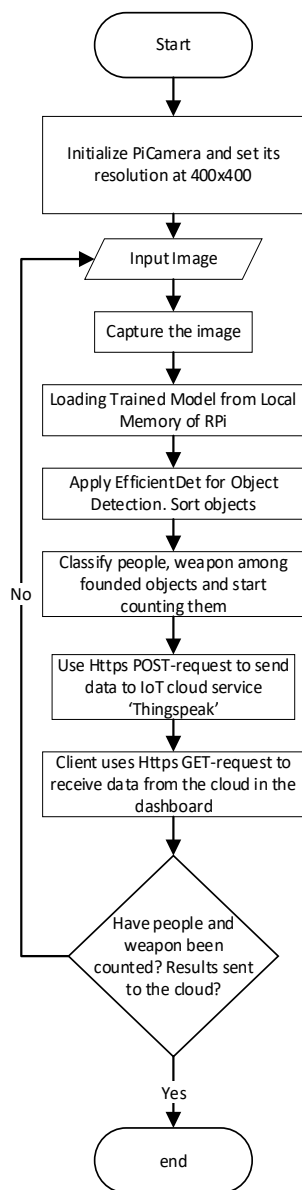 Start
Initialize PiCamera and set its
resolution at 400x400
Input Image
Capture the image
Loading Trained Model from Local
Memory of RPi
Apply EfficientDet for Object
Detection. Sort objects
Classify people, weapon among
founded objects and start
counting them
No
Use Https POST-request to send
data to IoT cloud service
‘Thingspeak’
Client uses Https GET-request to
receive data from the cloud in the
dashboard
Have people and
weapon been
counted? Results sent
to the cloud?
Yes
end